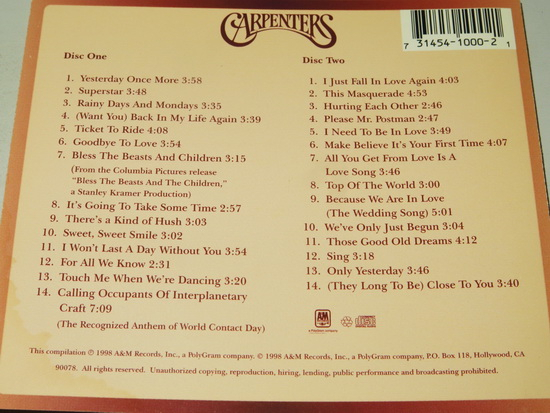 CARPENTERS
7 31454-1000-2 1
Disc One
1. Yesterday Once More 3:58
2. Superstar 3:48
3. Rainy Days And Mondays 3:35
4. (Want You) Back In My Life Again 3:39
5. Ticket To Ride 4:08
6. Goodbye To Love 3:54
7. Bless The Beasts And Children 3:15
(From the Columbia Pictures release
"Bless The Beasts And The Children,"
a Stanley Kramer Production)
8. It's Going To Take Some Time 2:57
9. There's a Kind of Hush 3:03
10. Sweet, Sweet Smile 3:02
11. I Won't Last A Day Without You 3:54
12. For All We Know 2:31
13. Touch Me When We're Dancing 3:20
14. Calling Occupants Of Interplanetary
Craft 7:09
(The Recognized Anthem of World Contact Day)
Disc Two
1. I Just Fall In Love Again 4:03
2. This Masquerade 4:53
3. Hurting Each Other 2:46
4. Please Mr. Postman 2:47
5. I Need To Be In Love 3:49
6. Make Believe It's Your First Time 4:07
7. All You Get From Love Is A
Love Song 3:46
8. Top Of The World 3:00
9. Because We Are In Love
(The Wedding Song) 5:01
10. We've Only Just Begun 3:04
11. Those Good Old Dreams 4:12
12. Sing 3:18
13. Only Yesterday 3:46
14. (They Long To Be) Close To You 3:40
A&M
This compilation ℗ 1998 A&M Records, Inc., a PolyGram company. © 1998 A&M Records, Inc., a PolyGram company, P.O. Box 118, Hollywood, CA
90078. All rights reserved. Unauthorized copying, reproduction, hiring, lending, public performance and broadcasting prohibited.